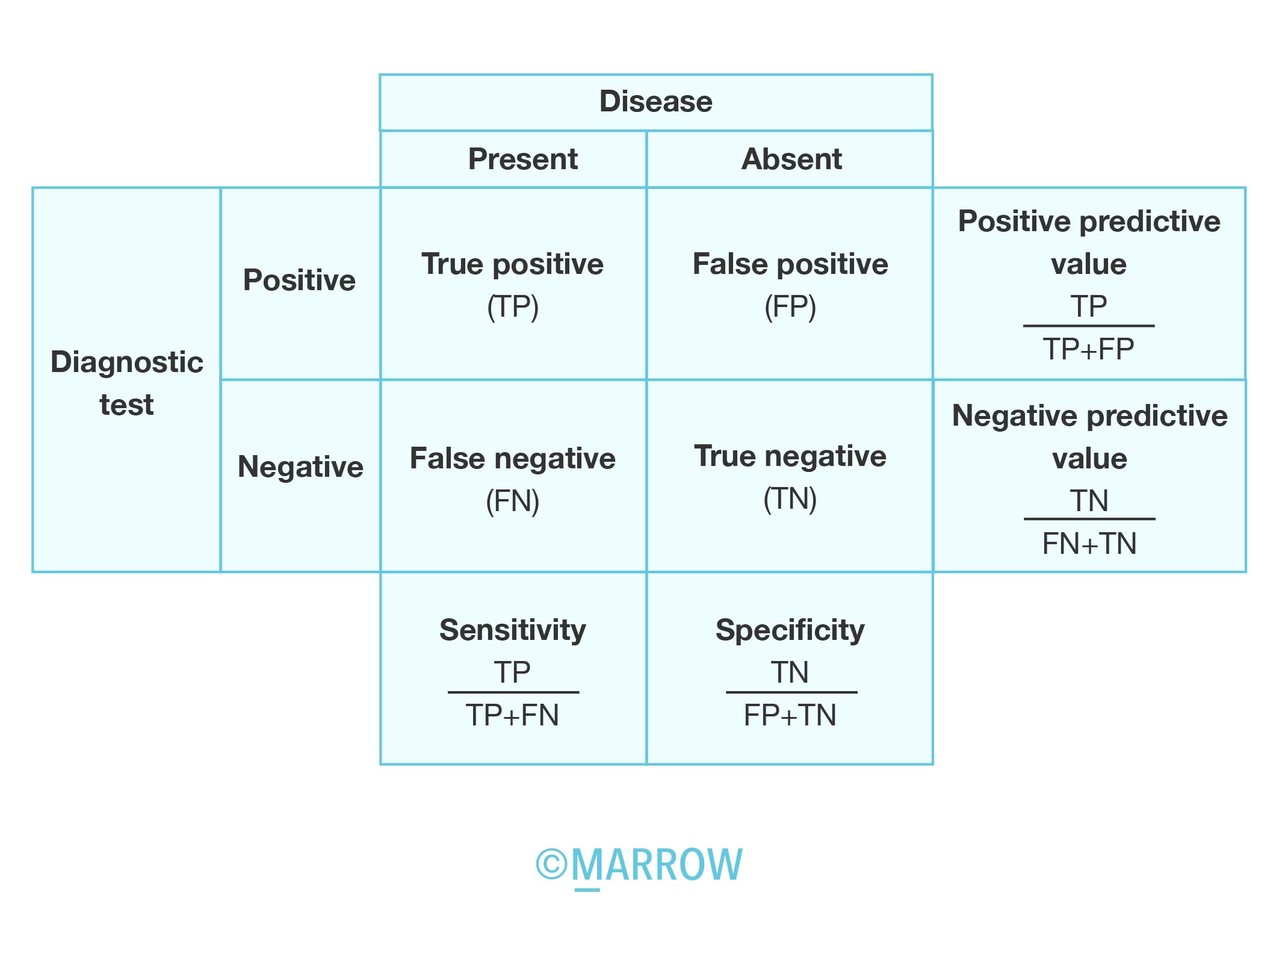 Disease
Present
Absent
Diagnostic
test
Positive
True positive
(TP)
False positive
(FP)
Positive predictive
value
TP
TP+FP
Negative
False negative
(FN)
True negative
(TN)
Negative predictive
value
TN
FN+TN
Sensitivity
TP
TP+FN
Specificity
TN
FP+TN
©MARROW